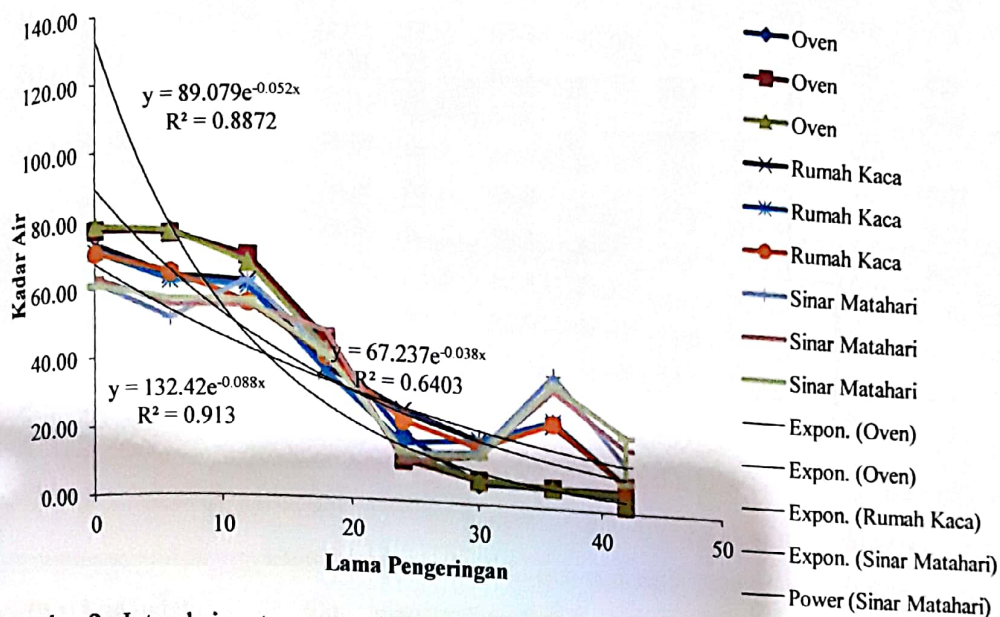 140.00
120.00
100.00
80.00
60.00
40.00
20.00
0.00
Kadar Air
y = 89.079e^-0.052x
R² = 0.8872
y = 67.237e^-0.038x
R² = 0.6403
y = 132.42e^-0.088x
R² = 0.913
0
10
20
30
40
50
Lama Pengeringan
Oven
Oven
Oven
Rumah Kaca
Rumah Kaca
Rumah Kaca
Sinar Matahari
Sinar Matahari
Sinar Matahari
Expon. (Oven)
Expon. (Oven)
Expon. (Rumah Kaca)
Expon. (Sinar Matahari)
Power (Sinar Matahari)